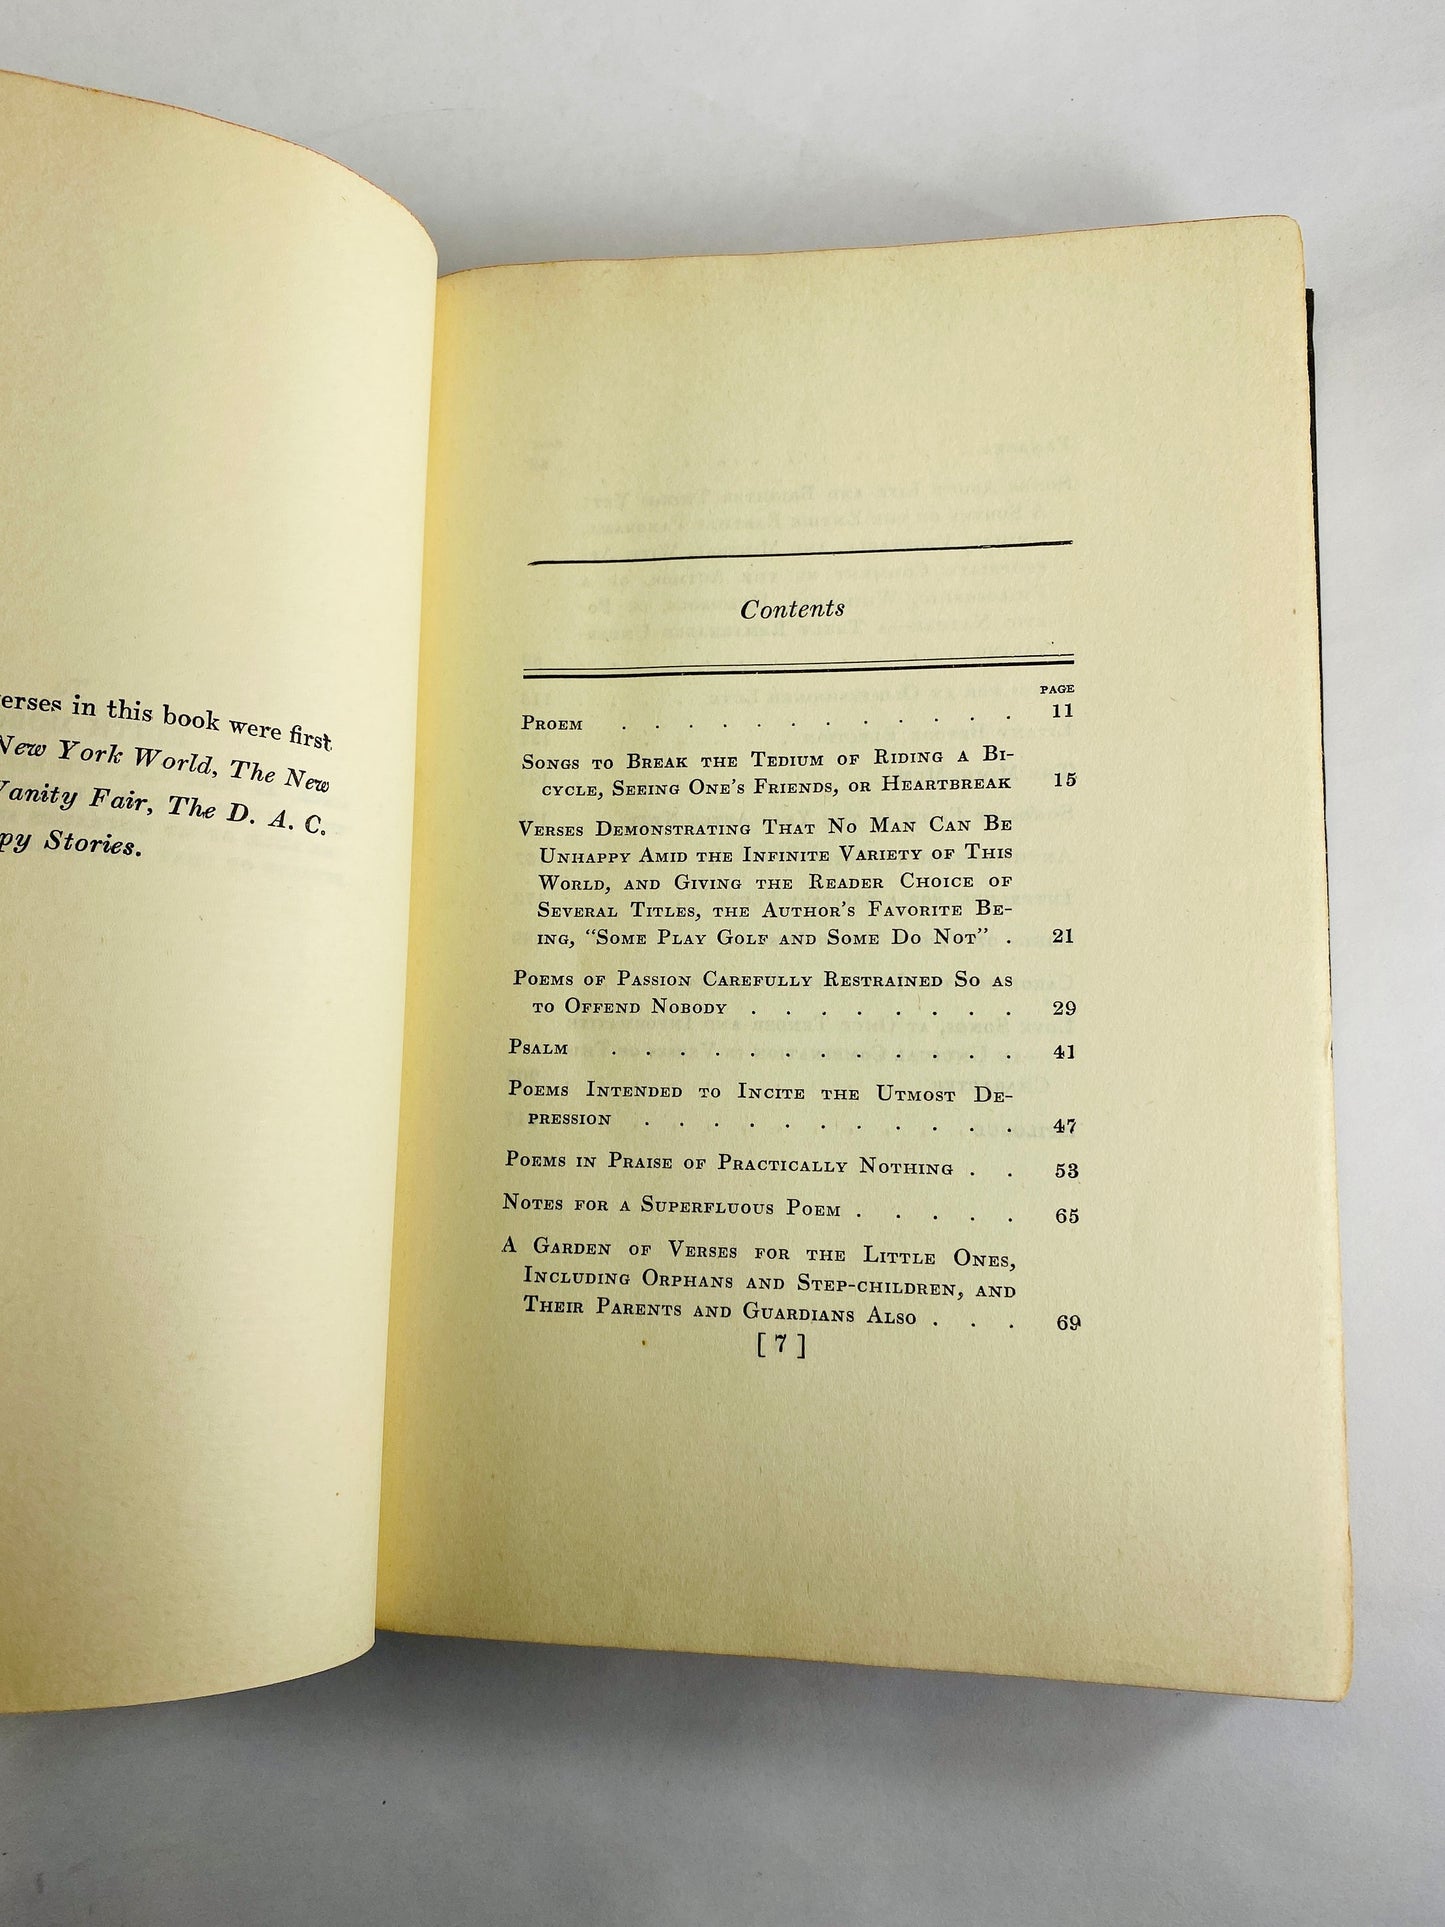 verses in this book were first
New York World, The New
Vanity Fair, The D. A. C.
Stories.
Contents
PAGE
PROEM . . . . . . . . . . . . 11
SONGS TO BREAK THE TEDIUM OF RIDING A BI-
CYCLE, SEEING ONE'S FRIENDS, OR HEARTBREAK 15
VERSES DEMONSTRATING THAT NO MAN CAN BE
UNHAPPY AMID THE INFINITE VARIETY OF THIS
WORLD, AND GIVING THE READER CHOICE OF
SEVERAL TITLES, THE AUTHOR'S FAVORITE BE-
ING, "SOME PLAY GOLF AND SOME DO NOT" . 21
POEMS OF PASSION CAREFULLY RESTRAINED SO AS
TO OFFEND NOBODY . . . . . . . . 29
PSALM . . . . . . . . . . . . 41
POEMS INTENDED TO INCITE THE UTMOST DE-
PRESSION . . . . . . . . . . . 47
POEMS IN PRAISE OF PRACTICALLY NOTHING . . 53
NOTES FOR A SUPERFLUOUS POEM . . . . . 65
A GARDEN OF VERSES FOR THE LITTLE ONES,
INCLUDING ORPHANS AND STEP-CHILDREN, AND
THEIR PARENTS AND GUARDIANS ALSO . . . 69
[7]